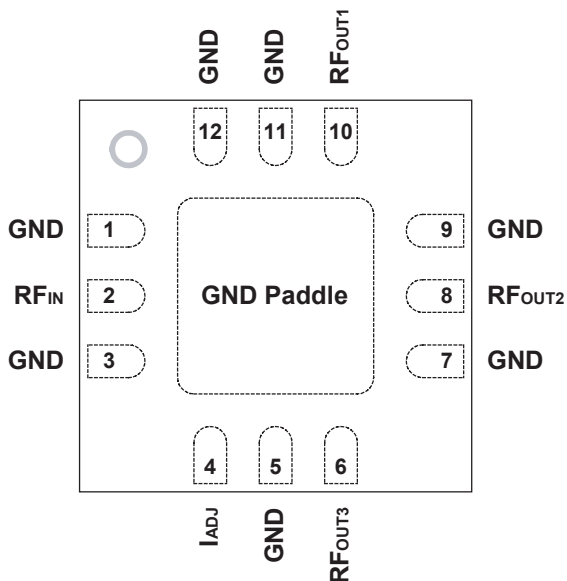 GND
GND
RFOUT1
12
11
10
GND
1
9
GND
RFIN
2
GND Paddle
8
RFOUT2
GND
3
7
GND
4
5
6
IADJ
GND
RFOUT3